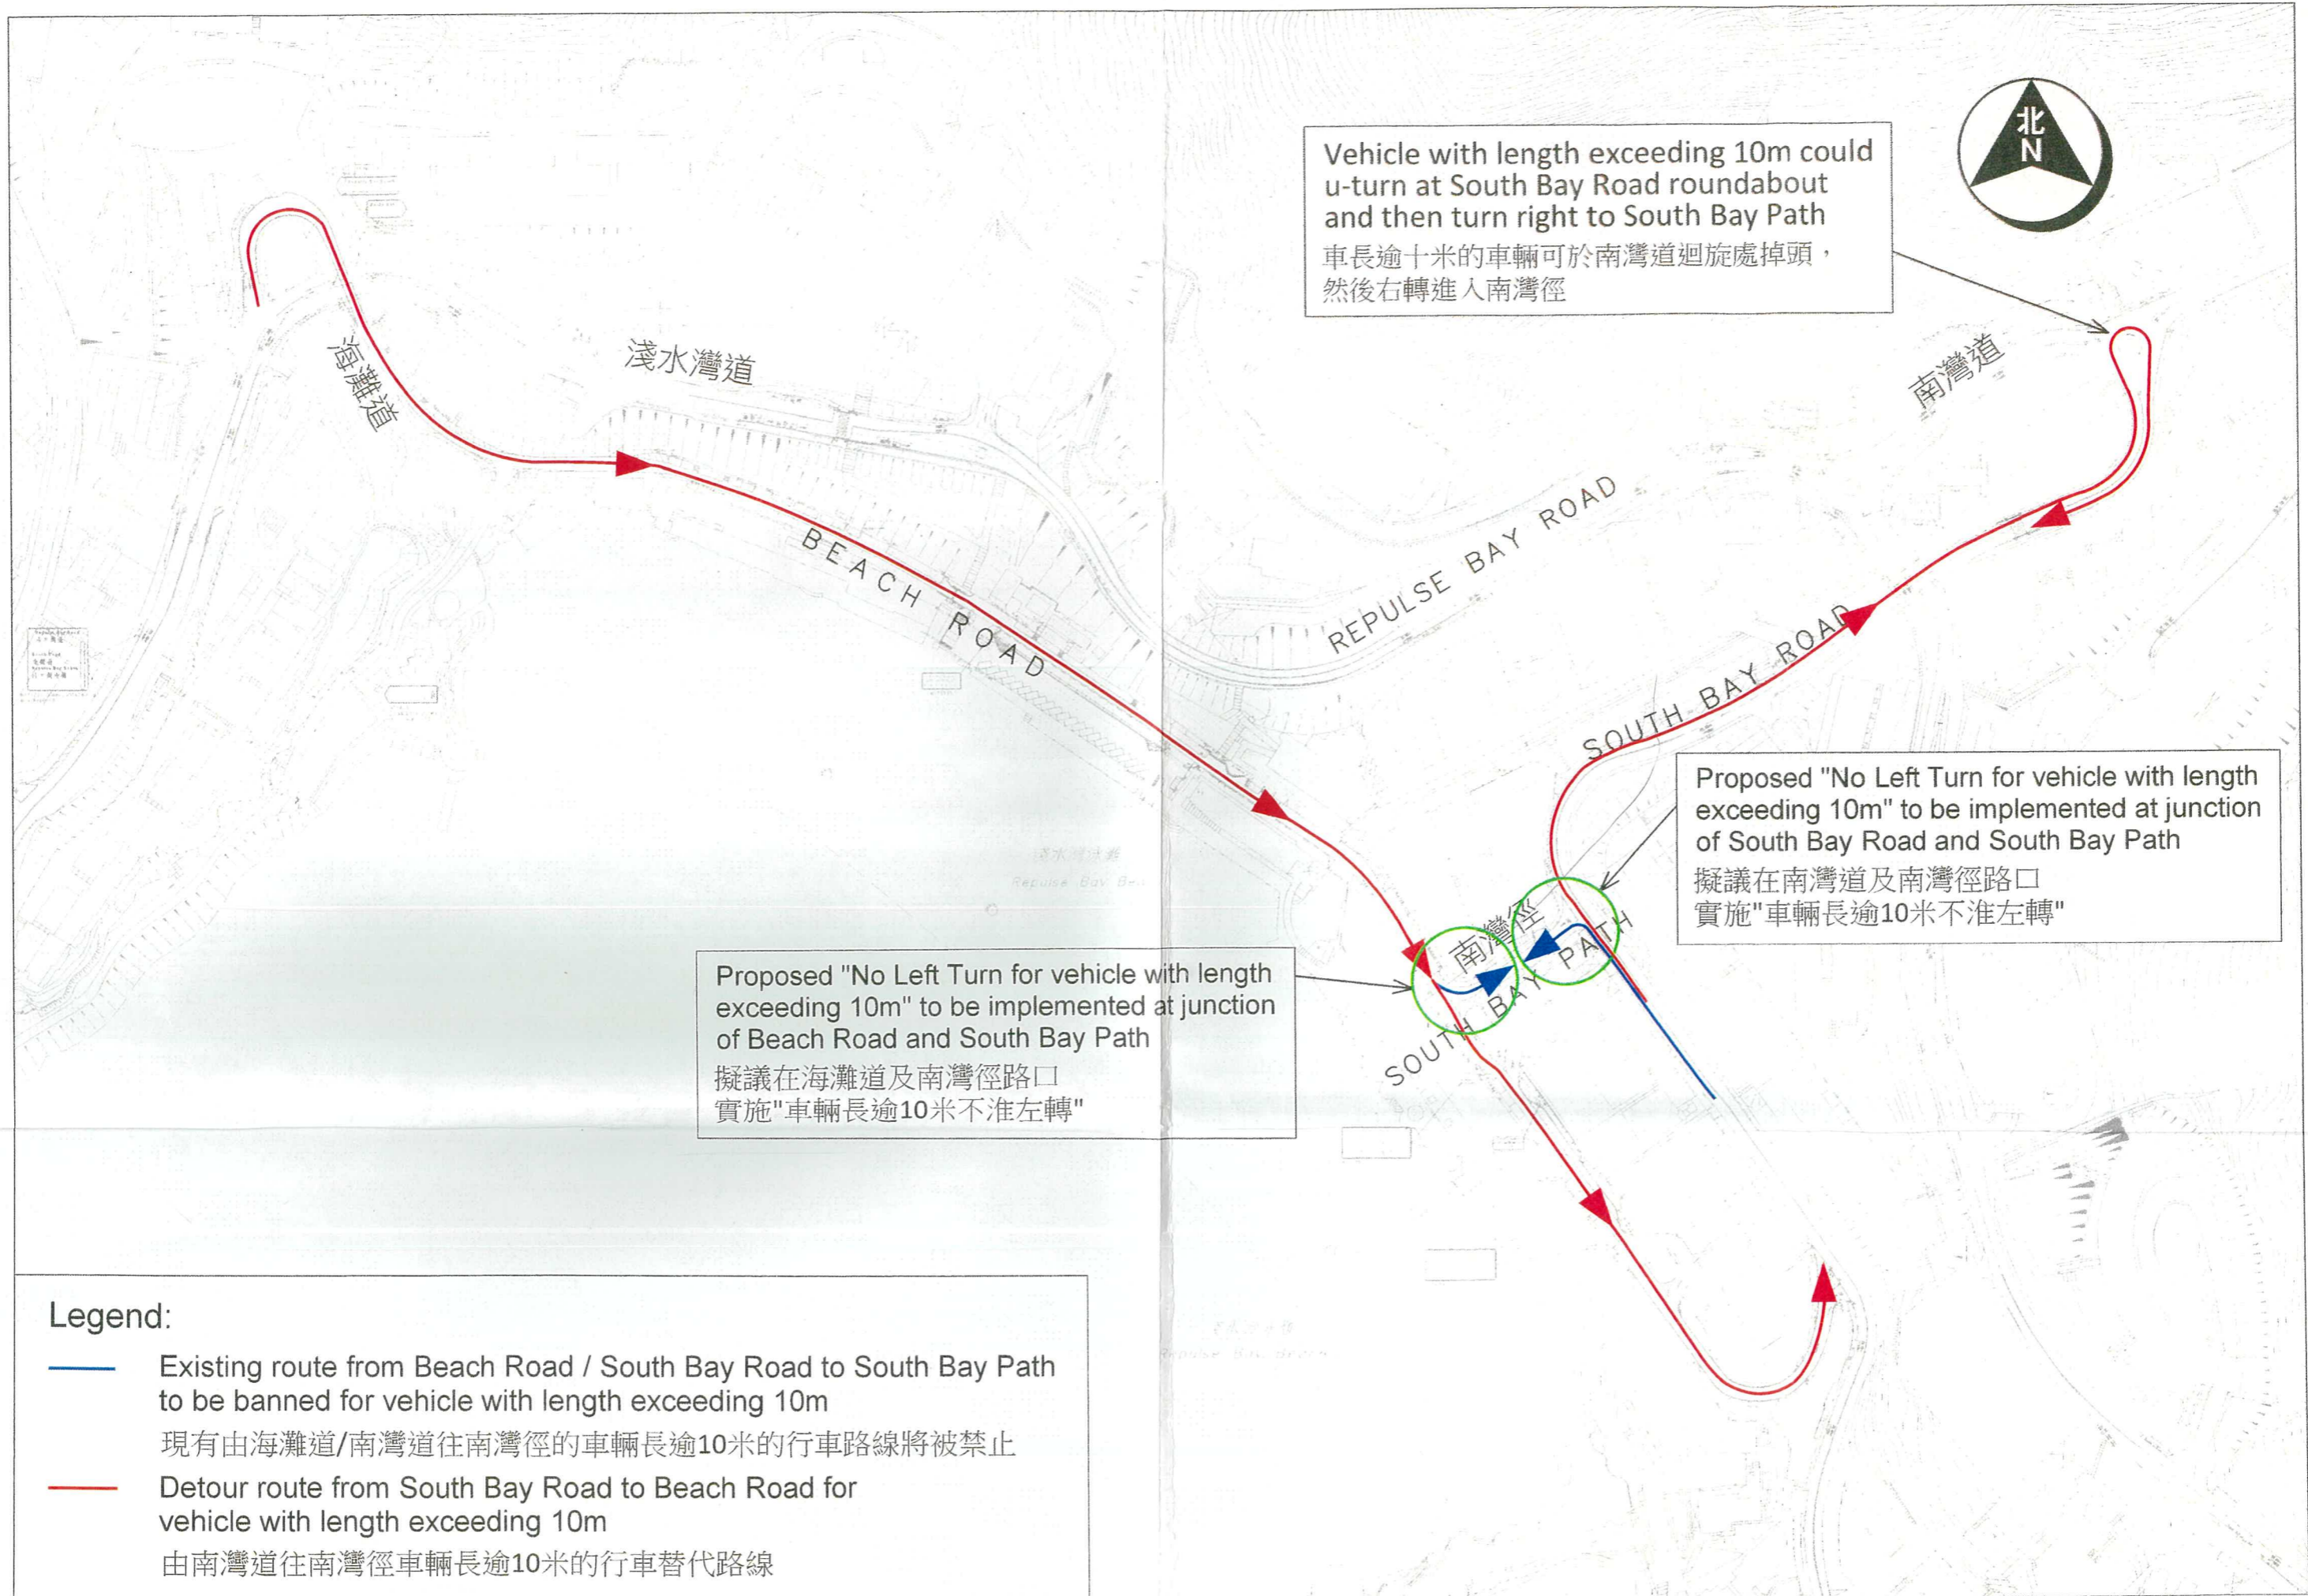 北
N
Vehicle with length exceeding 10m could
u-turn at South Bay Road roundabout
and then turn right to South Bay Path
車長逾十米的車輛可於南灣道迴旋處掉頭，
然後右轉進入南灣徑
海灘道
淺水灣道
南灣道
BEACH ROAD
REPULSE BAY ROAD
SOUTH BAY ROAD
Proposed "No Left Turn for vehicle with length
exceeding 10m" to be implemented at junction
of South Bay Road and South Bay Path
擬議在南灣道及南灣徑路口
實施"車輛長逾10米不准左轉"
Repulse Bay
南灣徑
SOUTH BAY PATH
Proposed "No Left Turn for vehicle with length
exceeding 10m" to be implemented at junction
of Beach Road and South Bay Path
擬議在海灘道及南灣徑路口
實施"車輛長逾10米不准左轉"
Repulse Bay Beach
Legend:
Existing route from Beach Road / South Bay Road to South Bay Path
to be banned for vehicle with length exceeding 10m
現有由海灘道/南灣道往南灣徑的車輛長逾10米的行車路線將被禁止
Detour route from South Bay Road to Beach Road for
vehicle with length exceeding 10m
由南灣道往南灣徑車輛長逾10米的行車替代路線